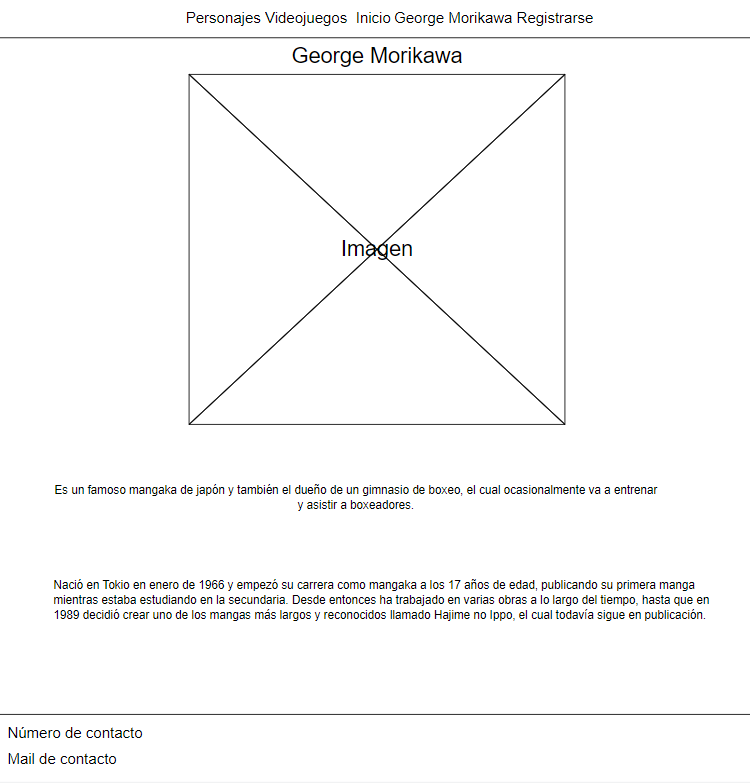 Personajes Videojuegos Inicio George Morikawa Registrarse
George Morikawa
Imagen
Es un famoso mangaka de japón y también el dueño de un gimnasio de boxeo, el cual ocasionalmente va a entrenar
y asistir a boxeadores.
Nació en Tokio en enero de 1966 y empezó su carrera como mangaka a los 17 años de edad, publicando su primera manga
mientras estaba estudiando en la secundaria. Desde entonces ha trabajado en varias obras a lo largo del tiempo, hasta que en
1989 decidió crear uno de los mangas más largos y reconocidos llamado Hajime no Ippo, el cual todavía sigue en publicación.
Número de contacto
Mail de contacto